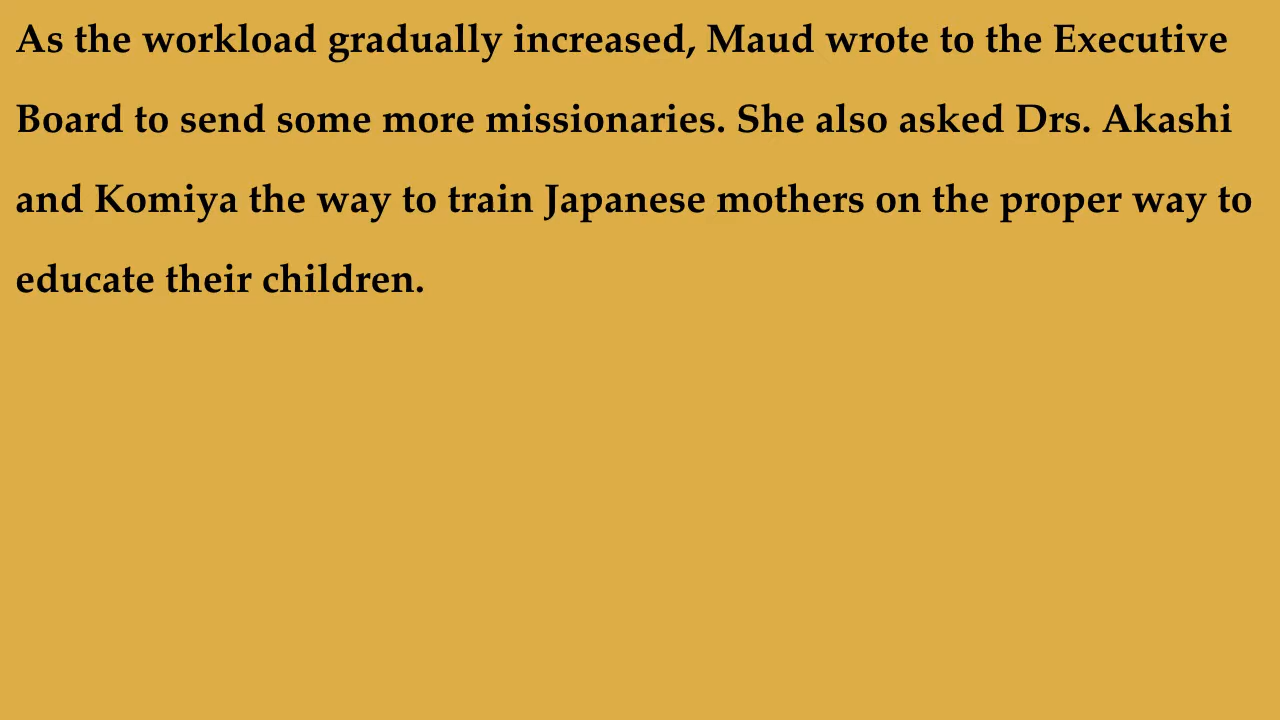 As the workload gradually increased, Maud wrote to the Executive
Board to send some more missionaries. She also asked Drs. Akashi
and Komiya the way to train Japanese mothers on the proper way to
educate their children.